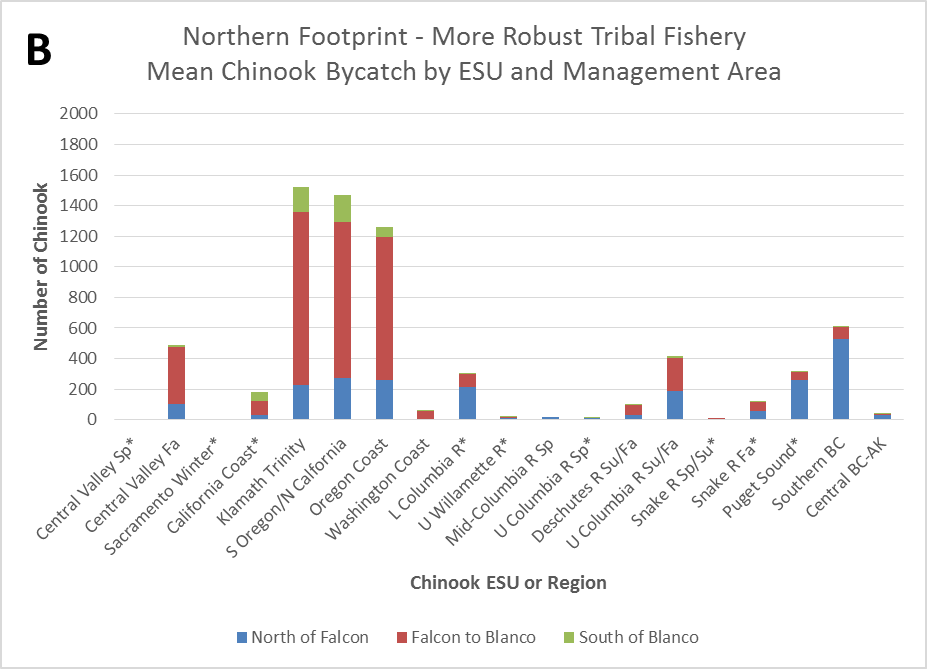 B
Northern Footprint - More Robust Tribal Fishery
Mean Chinook Bycatch by ESU and Management Area
Number of Chinook
2000
1800
1600
1400
1200
1000
800
600
400
200
0
Central Valley Sp*
Central Valley Fa
Sacramento Winter*
California Coast*
Klamath Trinity
S Oregon/N Calfornia
Oregon Coast
Washington Coast
L Columbia R*
U Willamette R*
Mid-Columbia R Sp
U Columbia R Sp*
Deschutes R Su/Fa
U Columbia R Su/Fa
Snake R Sp/Su*
Snake R Fa*
Puget Sound*
Southern BC
Central BC-AK
Chinook ESU or Region
North of Falcon
Falcon to Blanco
South of Blanco